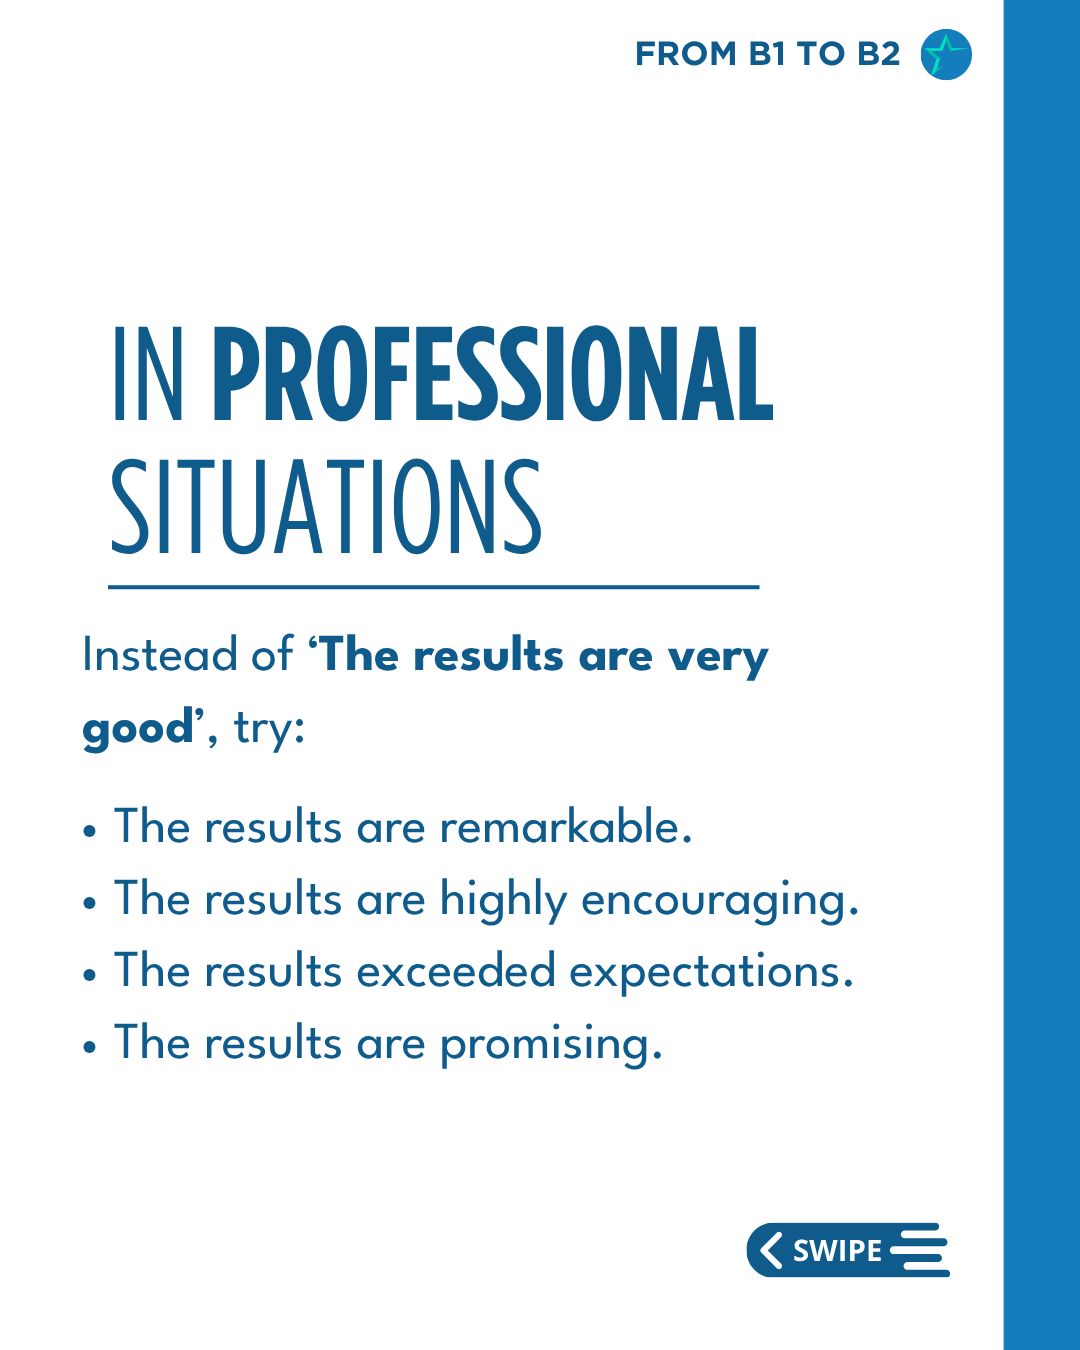 FROM B1 TO B2
IN PROFESSIONAL
SITUATIONS
Instead of ‘The results are very
good’, try:
• The results are remarkable.
• The results are highly encouraging.
• The results exceeded expectations.
• The results are promising.
SWIPE